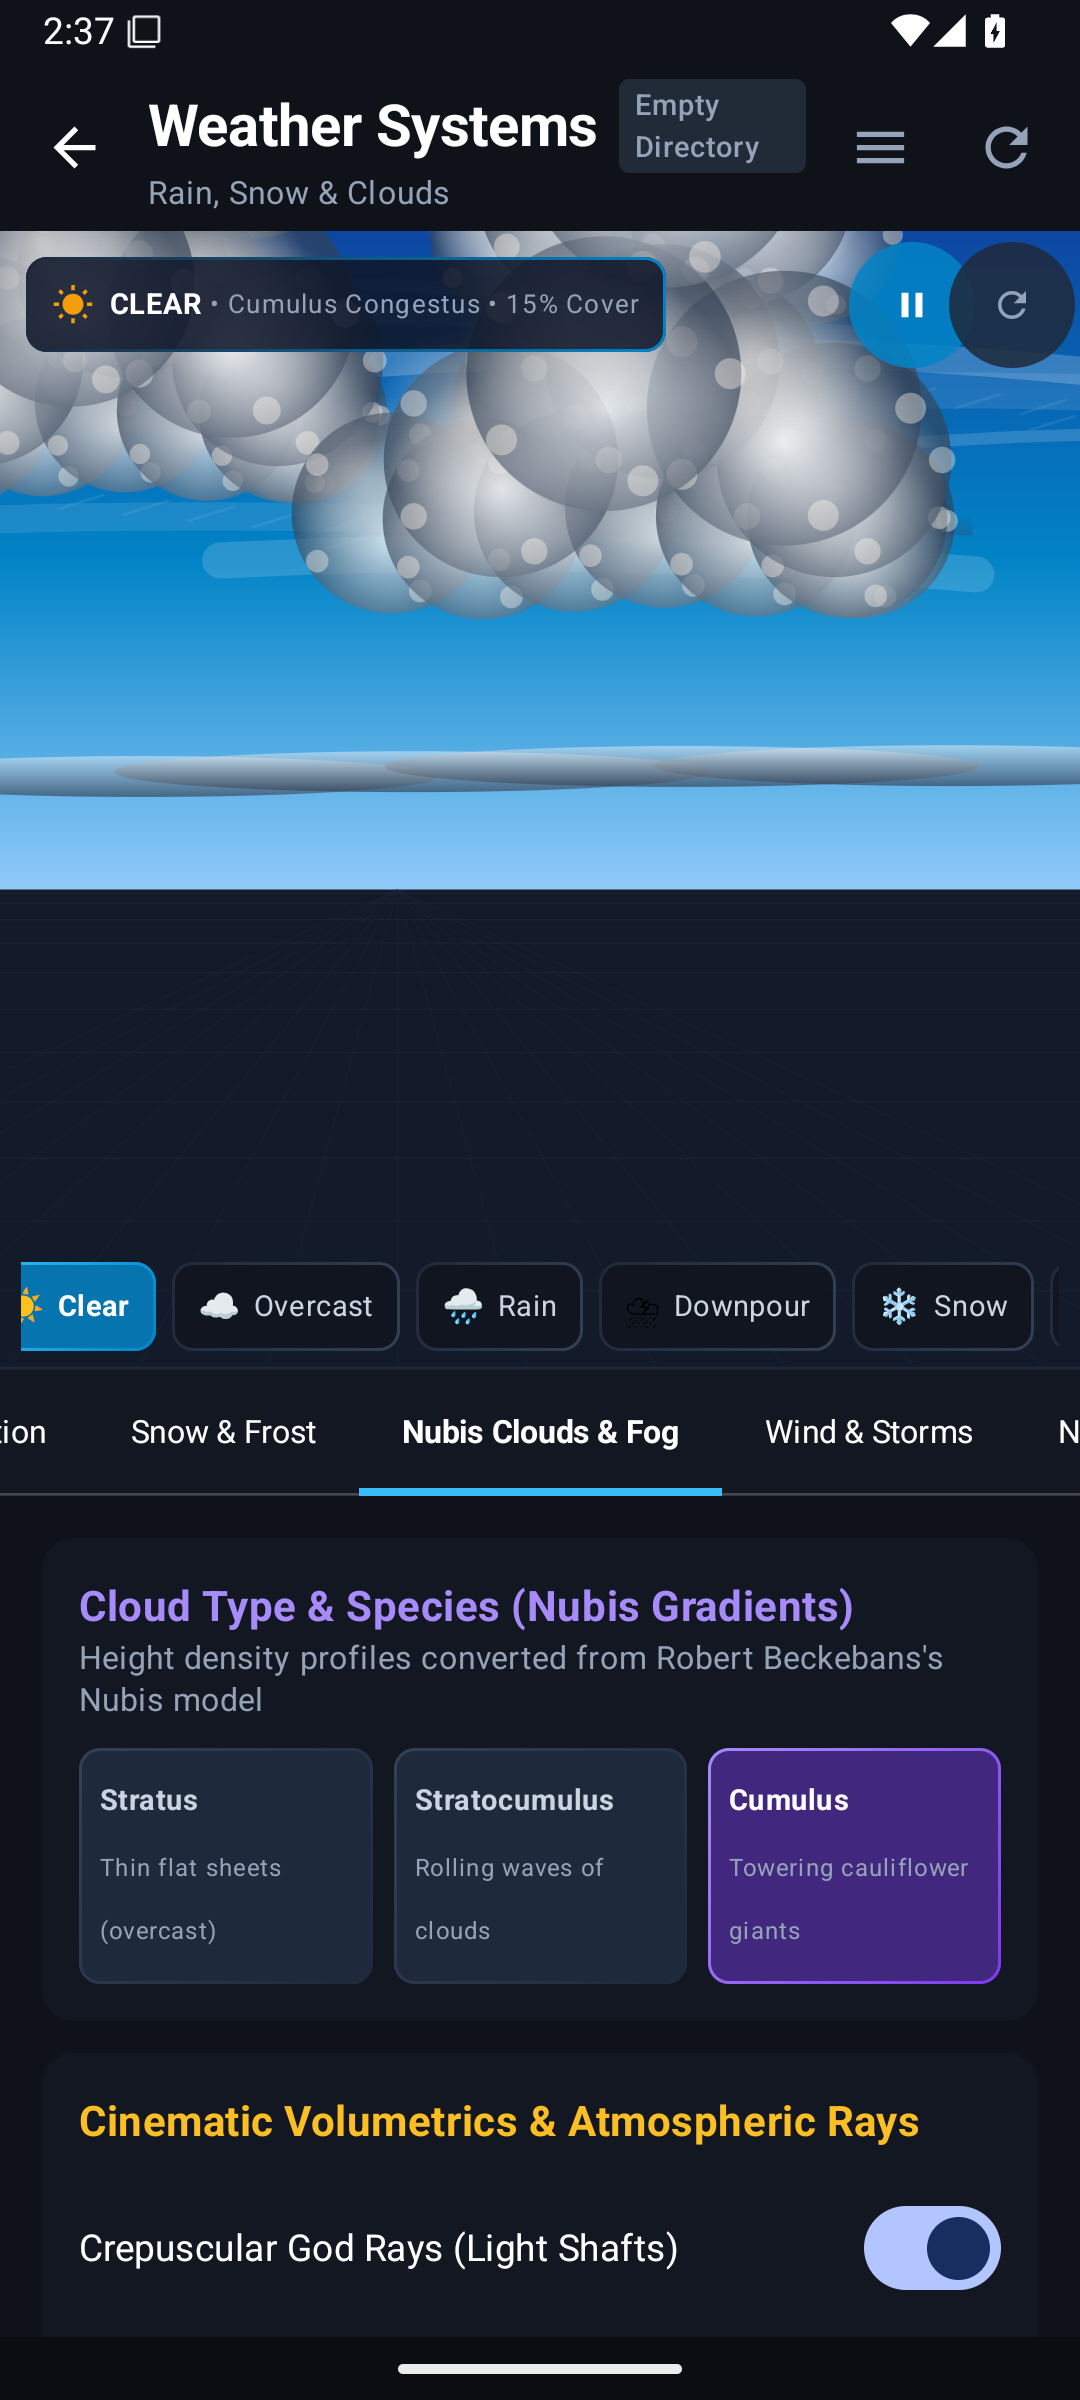 2:37
Weather Systems
Empty
Directory
Rain, Snow & Clouds
CLEAR • Cumulus Congestus • 15% Cover
Clear
Overcast
Rain
Downpour
Snow
tion
Snow & Frost
Nubis Clouds & Fog
Wind & Storms
N
Cloud Type & Species (Nubis Gradients)
Height density profiles converted from Robert Beckebans's
Nubis model
Stratus
Thin flat sheets
(overcast)
Stratocumulus
Rolling waves of
clouds
Cumulus
Towering cauliflower
giants
Cinematic Volumetrics & Atmospheric Rays
Crepuscular God Rays (Light Shafts)